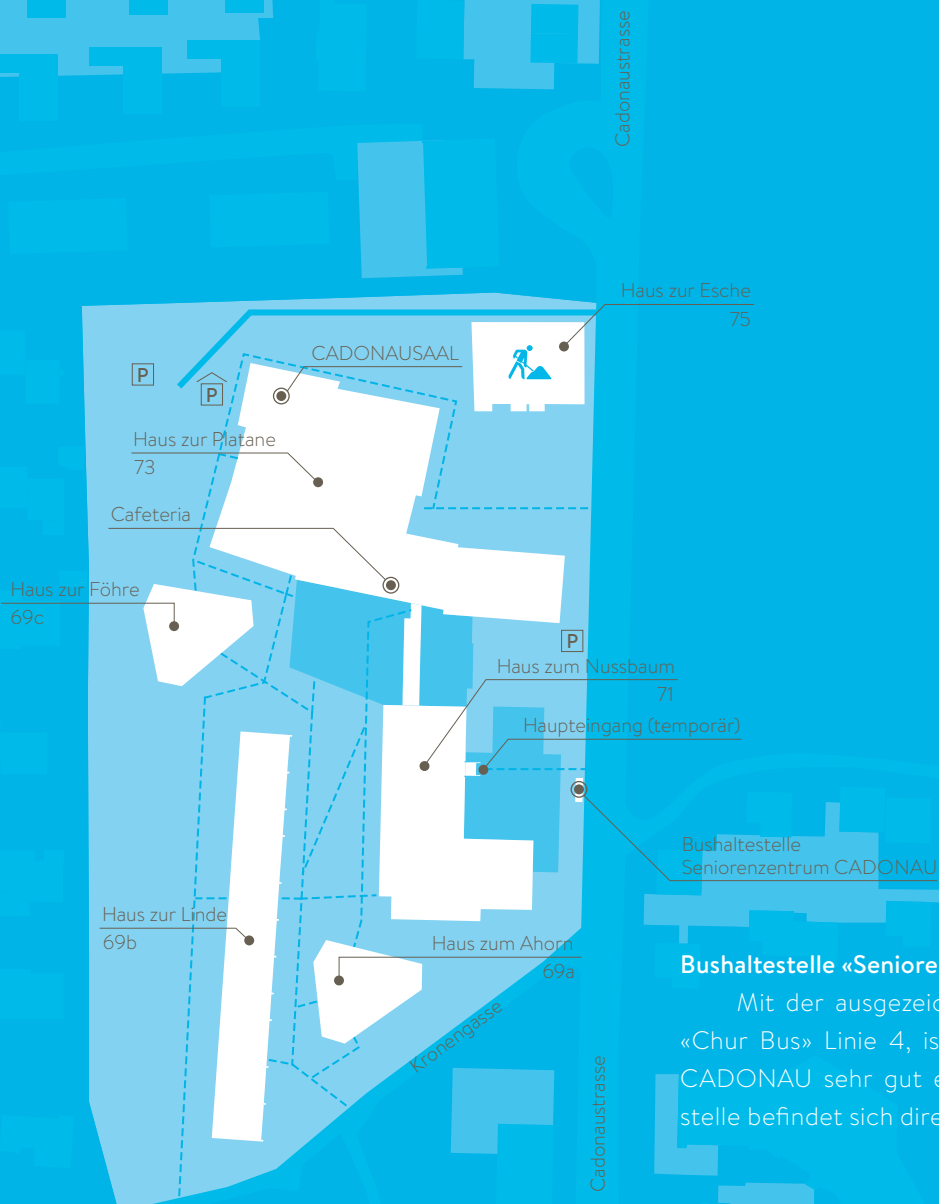 Cadonaustrasse
Haus zur Esche
75
CADONAUSAAL
P
P
Haus zur Platane
73
Cafeteria
Haus zur Föhre
69c
P
Haus zum Nussbaum
71
Haupteingang (temporär)
Bushaltestelle
Seniorenzentrum CADONAU
Haus zur Linde
69b
Haus zum Ahorn
69a
Kronengasse
Cadonaustrasse
Bushaltestelle «Seniore
Mit der ausgezeic
«Chur Bus» Linie 4, is
CADONAU sehr gut e
stelle befindet sich dire